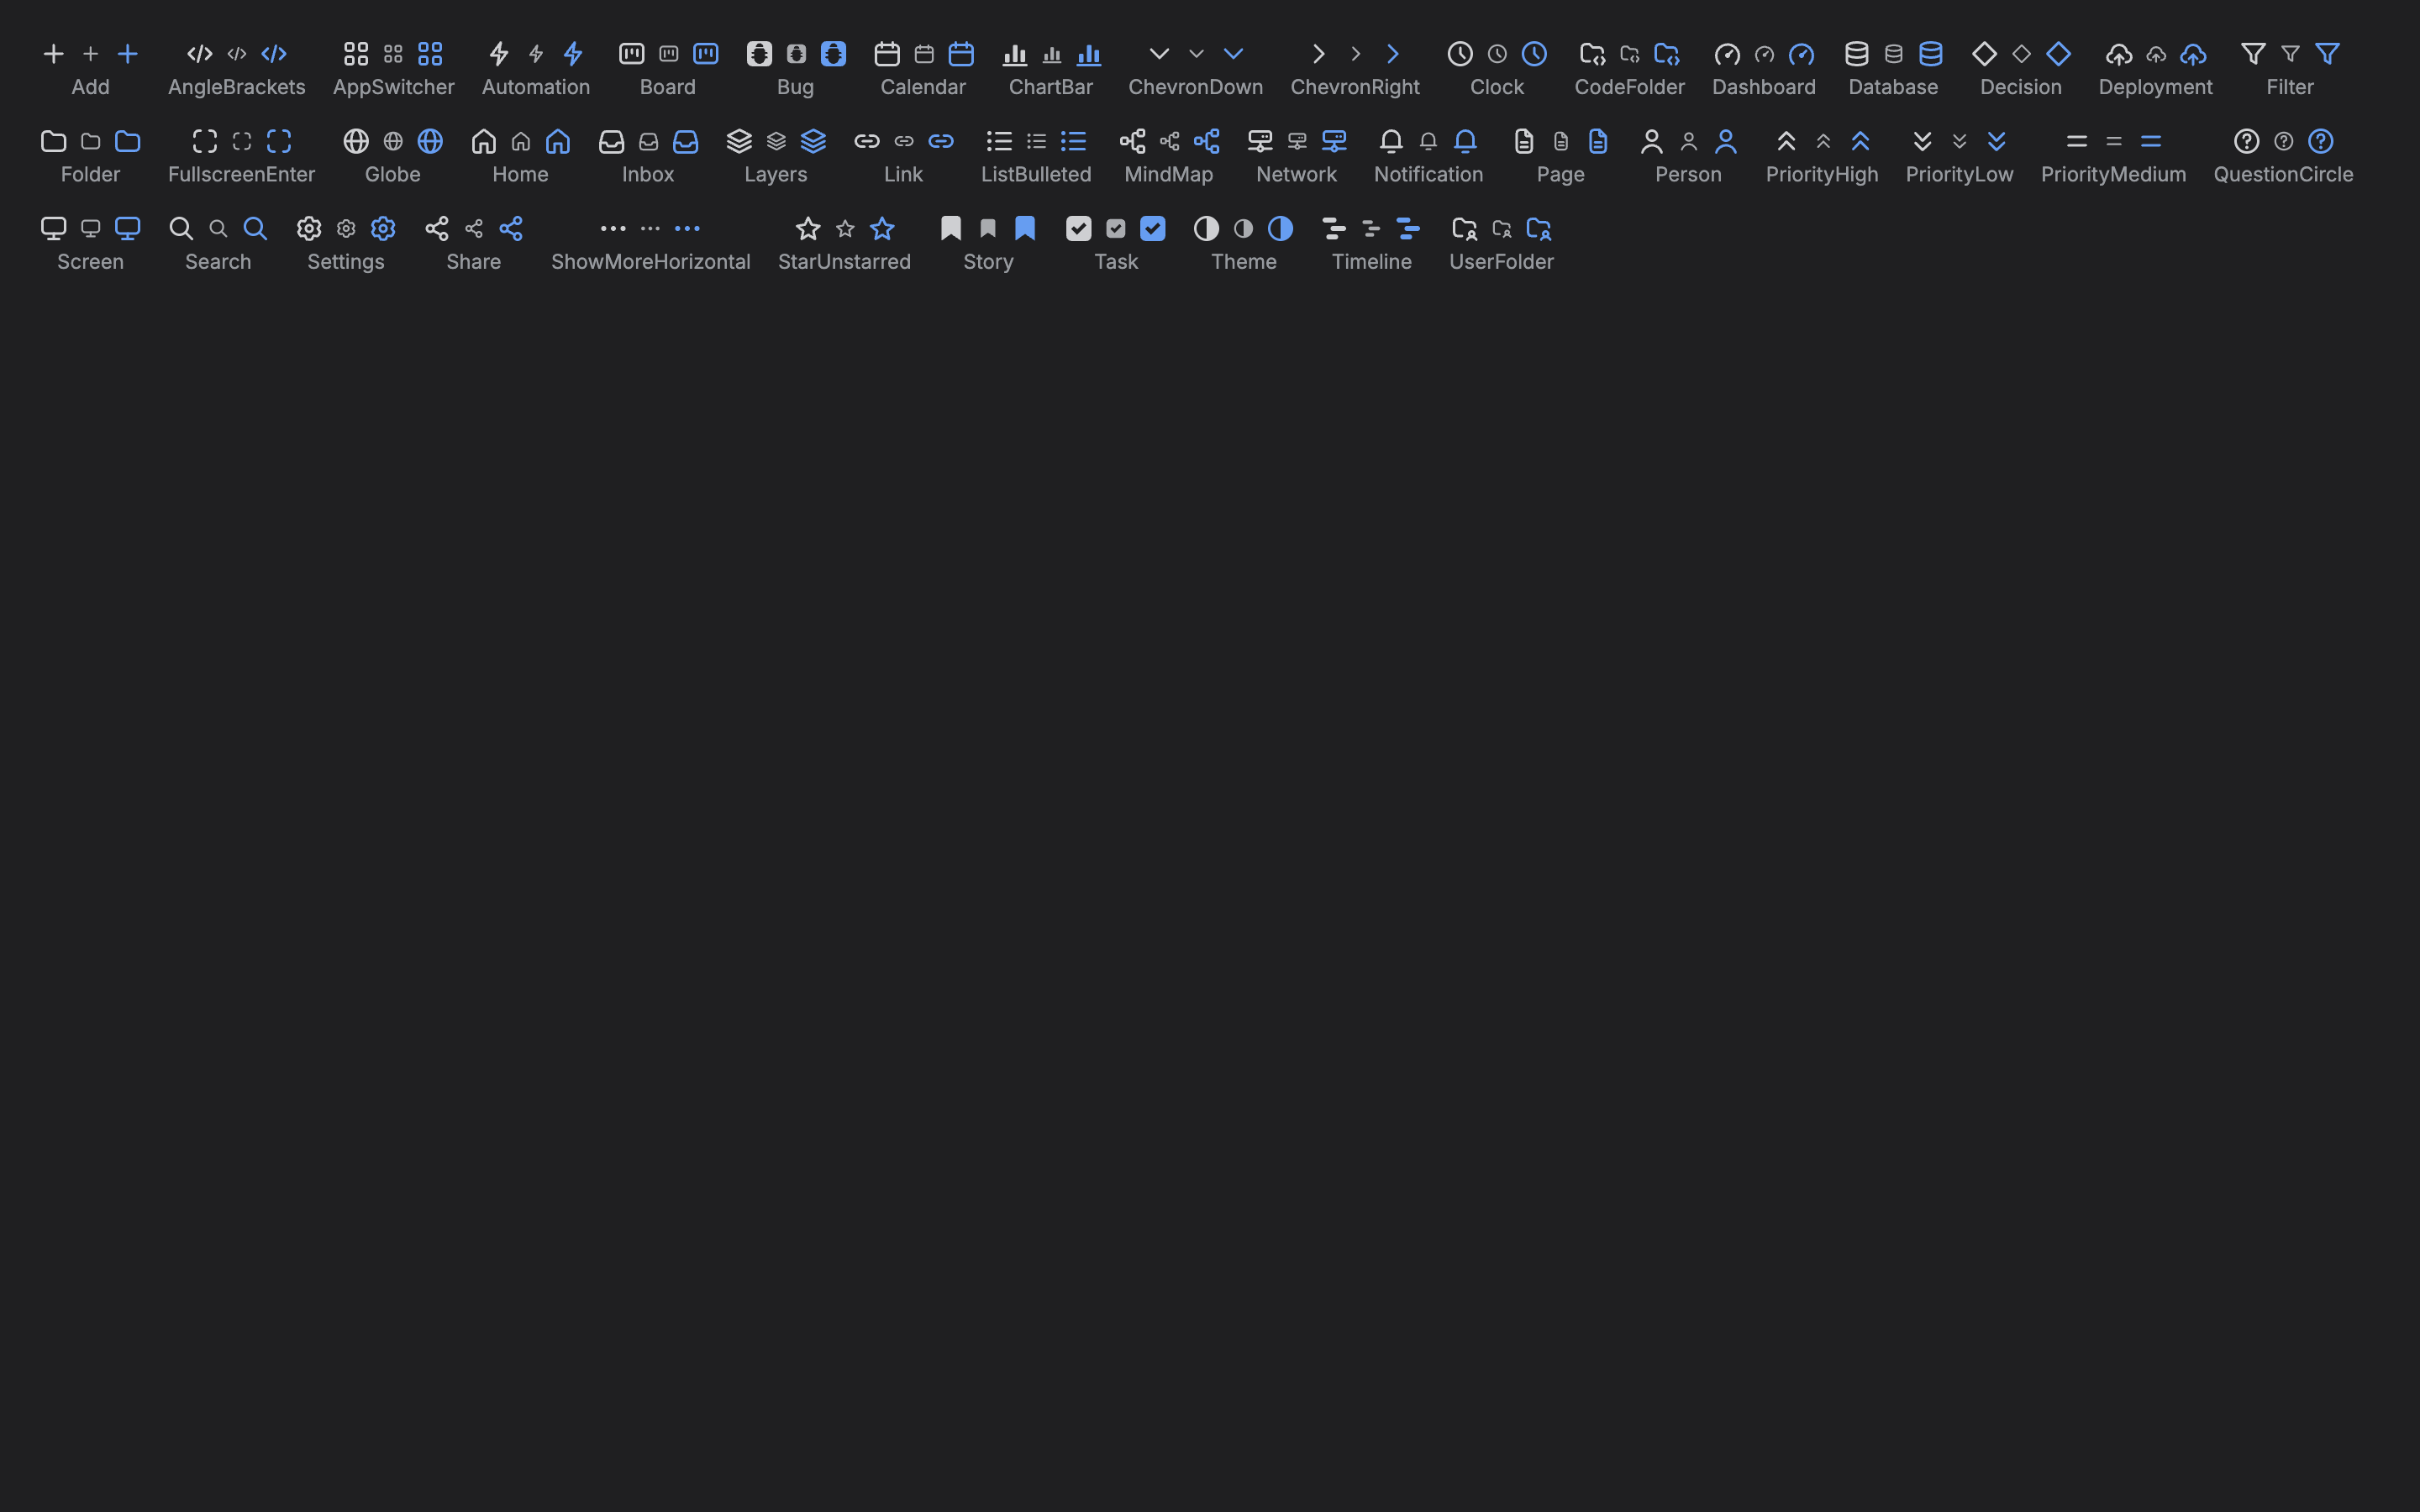 Add AngleBrackets AppSwitcher Automation Board Bug Calendar ChartBar ChevronDown ChevronRight Clock CodeFolder Dashboard Database Decision Deployment Filter
Folder FullscreenEnter Globe Home Inbox Layers Link ListBulleted MindMap Network Notification Page Person PriorityHigh PriorityLow PriorityMedium QuestionCircle
Screen Search Settings Share ShowMoreHorizontal StarUnstarred Story Task Theme Timeline UserFolder